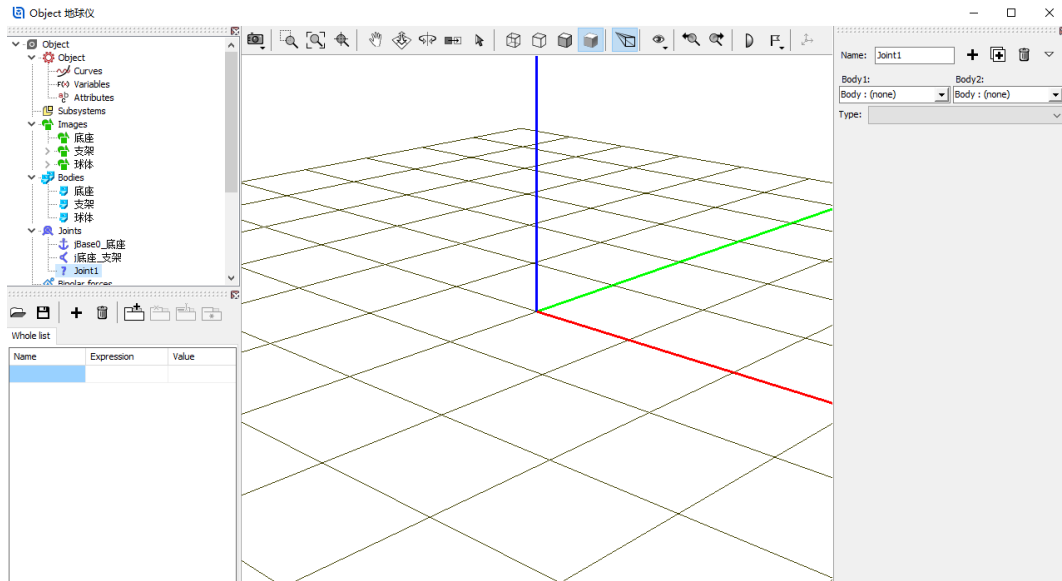 Object 地球仪
Object
Object
Curves
F(x) Variables
Attributes
Subsystems
Images
底座
支架
球体
Bodies
底座
支架
球体
Joints
jBase0_底座
j底座_支架
? Joint1
Bipolar forces
Whole list
Name Expression Value
Name: Joint1
Body1: Body2:
Body : (none) Body : (none)
Type: